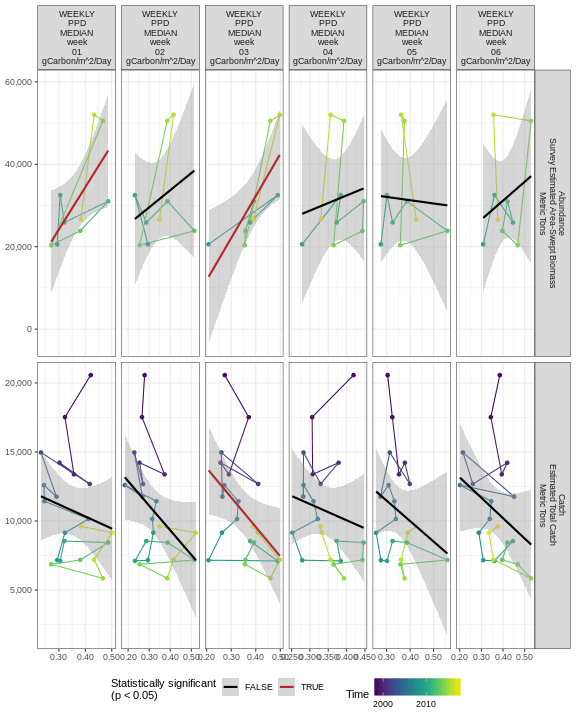 WEEKLY
PPD
MEDIAN
week
01
gCarbon/m^2/Day
WEEKLY
PPD
MEDIAN
week
02
gCarbon/m^2/Day
WEEKLY
PPD
MEDIAN
week
03
gCarbon/m^2/Day
WEEKLY
PPD
MEDIAN
week
04
gCarbon/m^2/Day
WEEKLY
PPD
MEDIAN
week
05
gCarbon/m^2/Day
WEEKLY
PPD
MEDIAN
week
06
gCarbon/m^2/Day
60,000
40,000
20,000
0
Abundance
Survey Estimated Area-Swept Biomass
Metric Tons
20,000
15,000
10,000
5,000
Catch
Estimated Total Catch
Metric Tons
0.30 0.40 0.50
0.20 0.30 0.40 0.50
0.20 0.30 0.40 0.50
0.250 0.300 0.350 0.400 0.450
0.30 0.40 0.50
0.20 0.30 0.40 0.50
Statistically significant
(p < 0.05)
FALSE
TRUE
Time
2000 2010